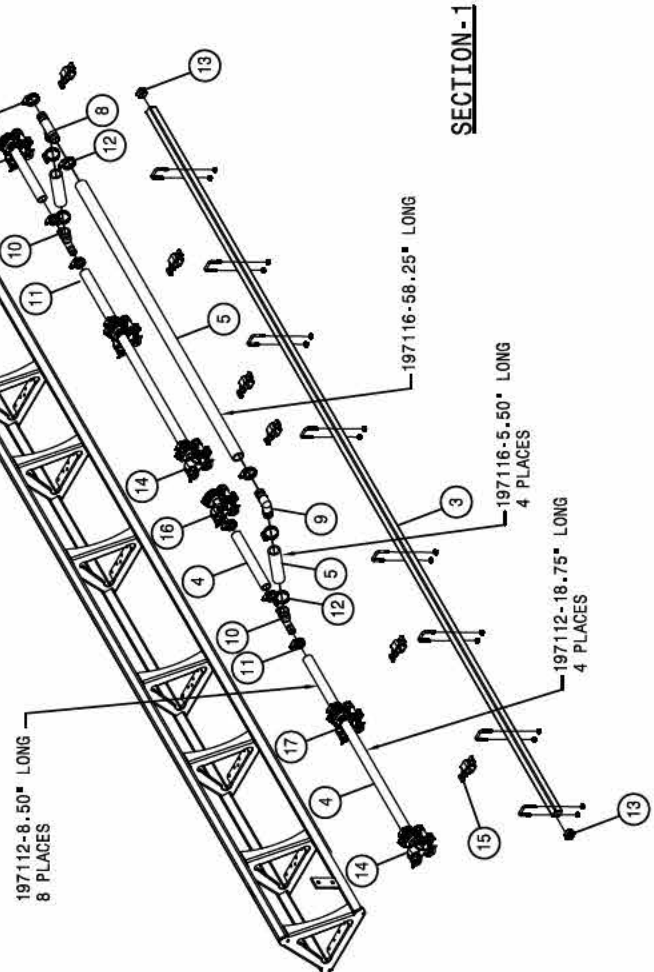 13
8
12
10
11
5
197116-58.25" LONG
SECTION-1
14
16
9
4
5
3
197116-5.50" LONG
4 PLACES
12
10
11
197112-8.50" LONG
8 PLACES
197112-18.75" LONG
4 PLACES
17
4
15
14
13